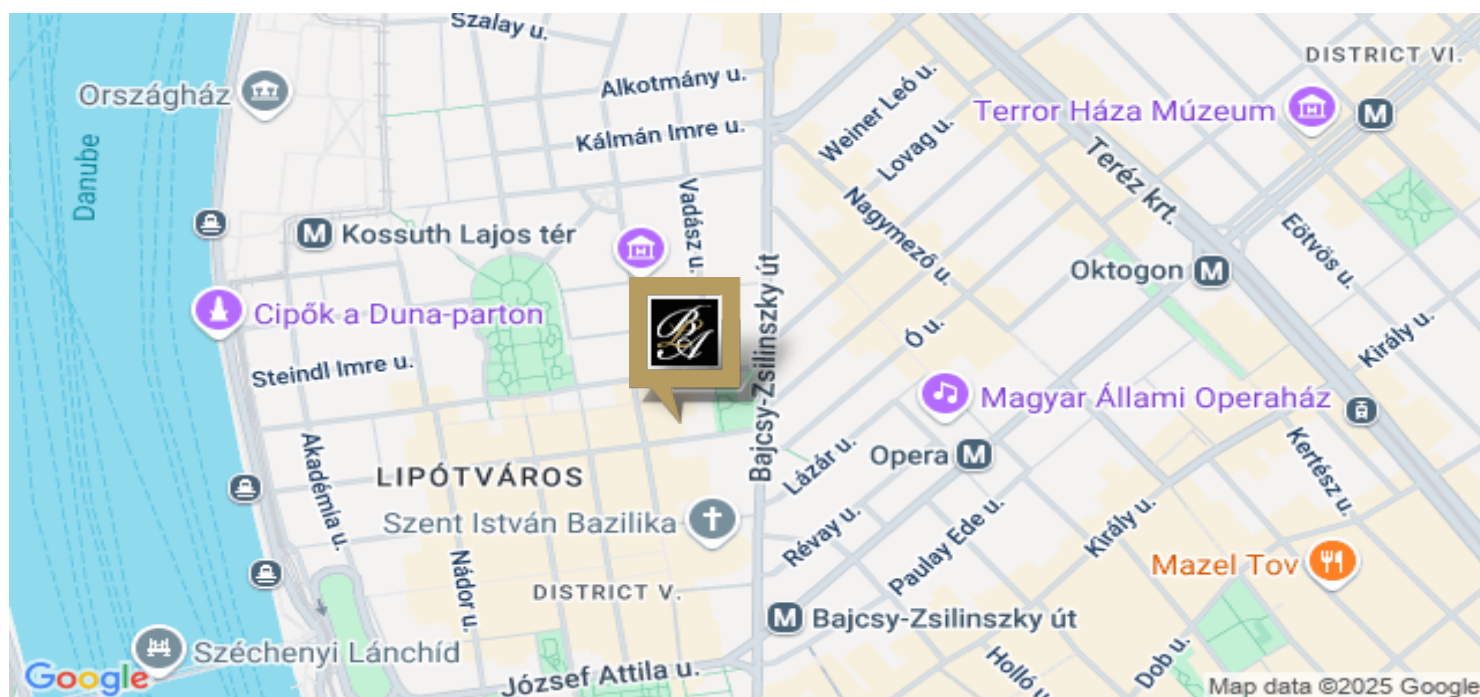 Szalay u.
DISTRICT VI.
Alkotmány u.
Országház
Weiner Leó u.
Terror Háza Múzeum
M
Kálmán Imre u.
Lovag u.
Teréz krt.
Danube
Vadász u.
Nagymező u.
Eötvös u.
M Kossuth Lajos tér
Oktogon M
Bajcsy-Zsilinszky út
Cipők a Duna-parton
BLA
Ó u.
Király u.
Steindl Imre u.
Magyar Állami Operaház
Akadémia u.
Lázár u.
Opera M
Kertész u.
LIPÓTVÁROS
Szent István Bazilika
Révay u.
Paulay Ede u.
Király u.
Nádor u.
Mazel Tov
DISTRICT V.
M Bajcsy-Zsilinszky út
Széchenyi Lánchíd
József Attila u.
Holló u.
Dob u.
Google
Map data ©2025 Google